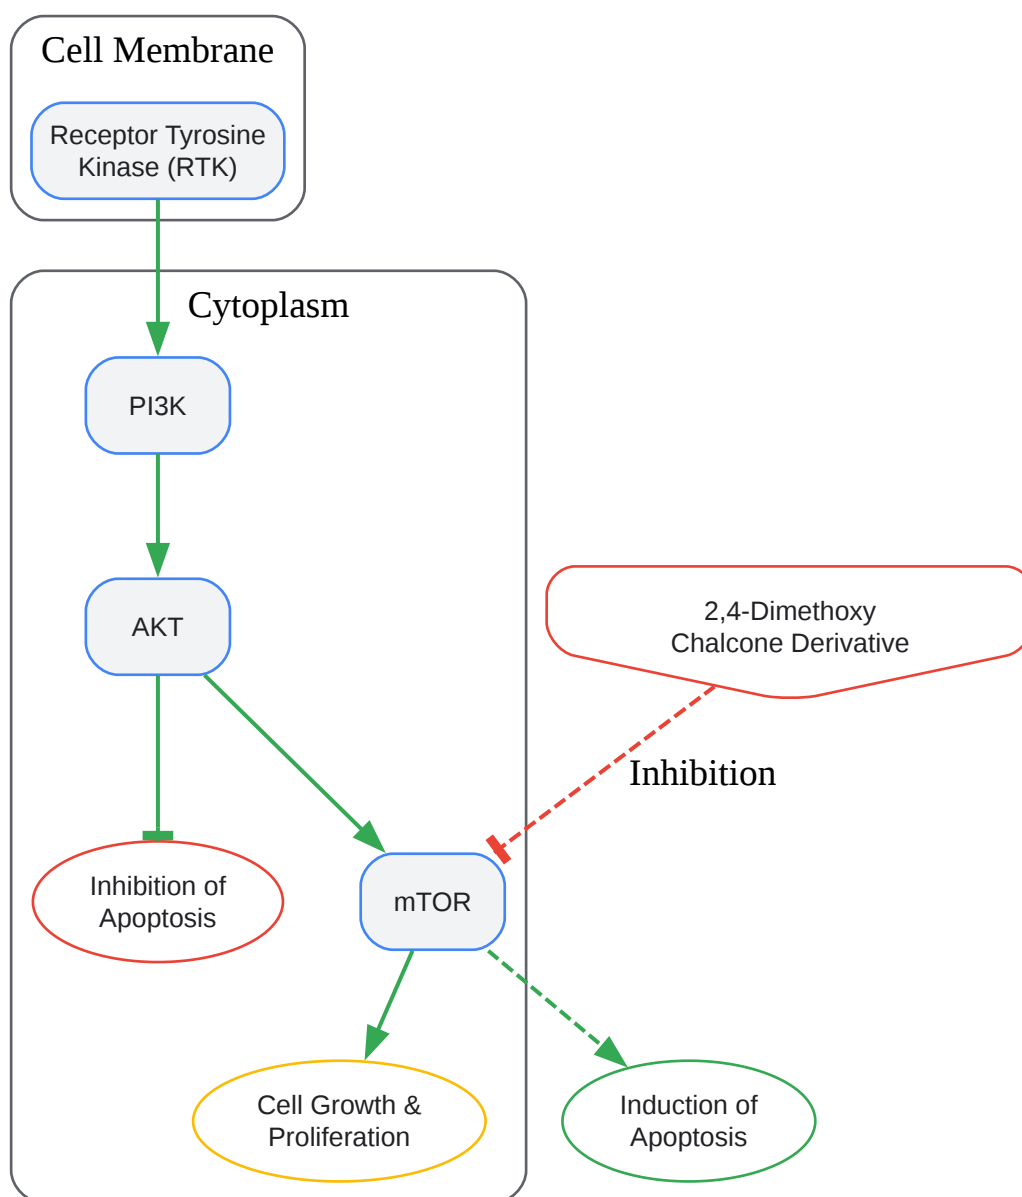 Cell Membrane
Receptor Tyrosine
Kinase (RTK)
Cytoplasm
PI3K
AKT
2,4-Dimethoxy
Chalcone Derivative
Inhibition
Inhibition of
Apoptosis
mTOR
Cell Growth &
Proliferation
Induction of
Apoptosis